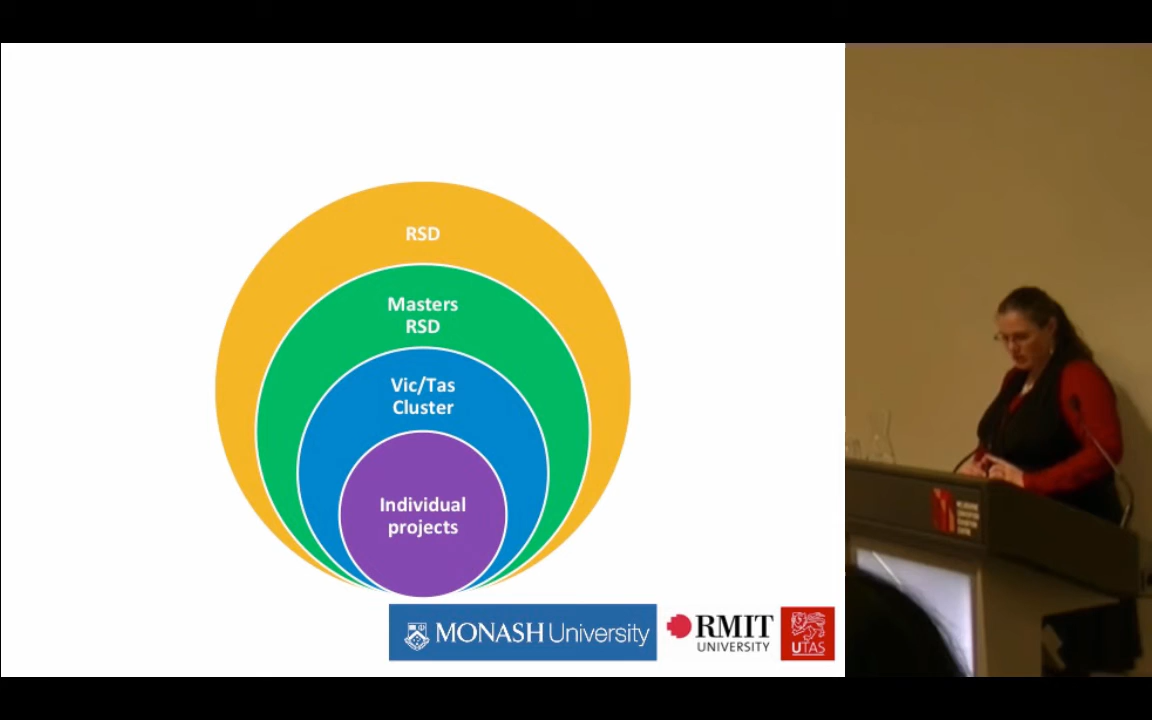 RSD
Masters
RSD
Vic/Tas
Cluster
Individual
projects
MONASH University
RMIT
UNIVERSITY
UTAS